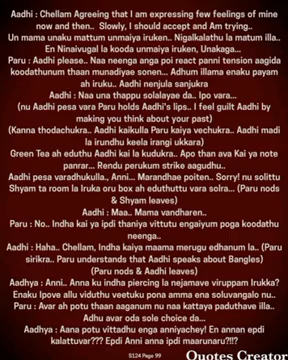 Aadhi : Chellam Agreeing that I am expressing few feelings of mine
now and then.. Slowly, I should accept and Am trying..
Un mama unaku mattum unmaiya iruken.. Nigalkalathu la matum illa..
En Ninaivugal la kooda unmaiya iruken, Unakaga...
Paru : Aadhi please.. Naa neenga anga poi react panni tension aagida
koodathunum thaan munadiyae sonen... Adhum illama enaku payam
ah iruku.. Aadhi nenjula sanjukra
Aadhi : Naa una thappu solalayae da.. Ipo vara...
(nu Aadhi pesa vara Paru holds Aadhi's lips.. I feel guilt Aadhi by
making you think about your past)
(Kanna thodachukra.. Aadhi kaikulla Paru kaiya vechukra.. Aadhi madi
la irundhu keela irangi ukkara)
Green Tea ah eduthu Aadhi kai la kudukra.. Apo than ava Kai ya note
panrar... Rendu perukum strike aagudhu..
Aadhi pesa varadhukulla., Anni... Marandhae poiten.. Sorry! nu solittu
Shyam ta room la Iruka oru box ah eduthuttu vara solra... (Paru nods
& Shyam leaves)
Aadhi : Maa.. Mama vandharen..
Paru : No.. Indha kai ya ipdi thaniya vittutu engaiyum poga koodathu
neenga..
Aadhi : Haha.. Chellam, Indha kaiya maama merugu edhanum la.. (Paru
sirikra.. Paru understands that Aadhi speaks about Bangles)
(Paru nods & Aadhi leaves)
Aadhya : Anni.. Anna ku indha piercing la nejamave viruppam Irukka?
Enaku Ipove allu viduthu veetuku pona amma ena soluvangalo nu..
Paru : Avar ah potu thaan aaganum nu naa kattaya paduthave illa..
Adhu avar oda sole choice da...
Aadhya : Aana potu vittadhu enga anniyachey! En annan epdi
kalattuvar??? Epdi Anni anna ipdi maarunaru?!!?
S124 Page 99
Quotes Creator